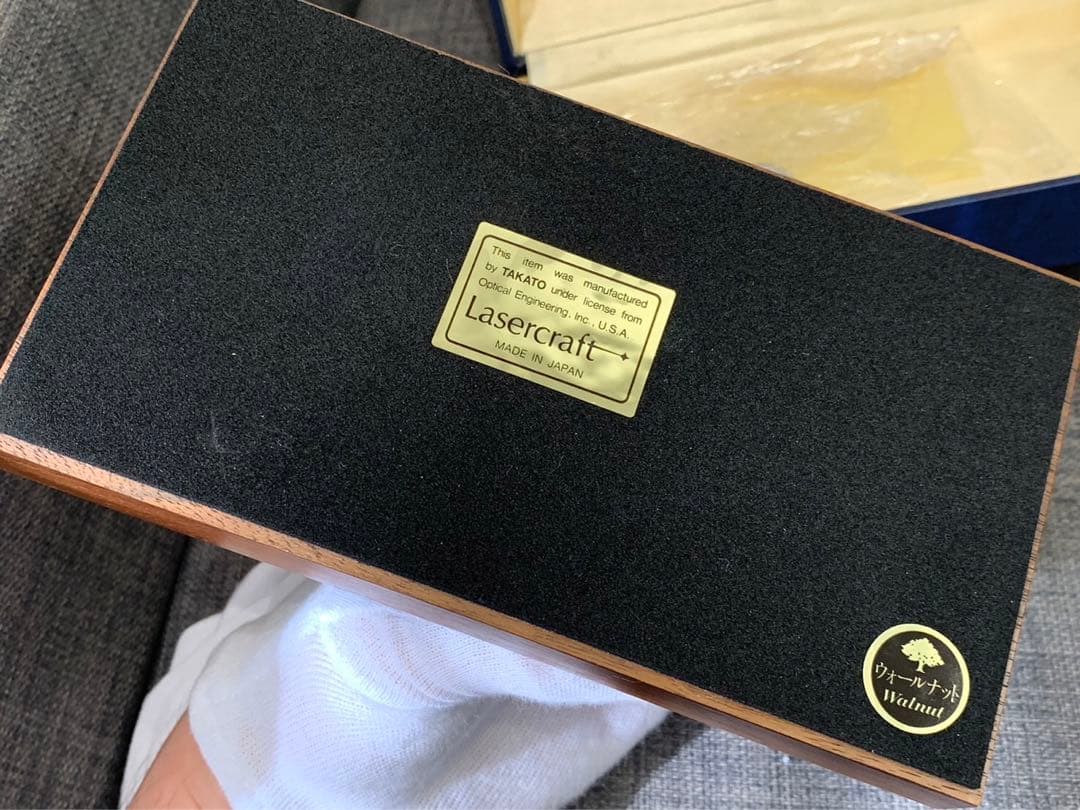 This item was manufactured
by TAKATO under license from
Optical Engineering, Inc., U.S.A.
Lasercraft
MADE IN JAPAN
ウォールナット
Walnut